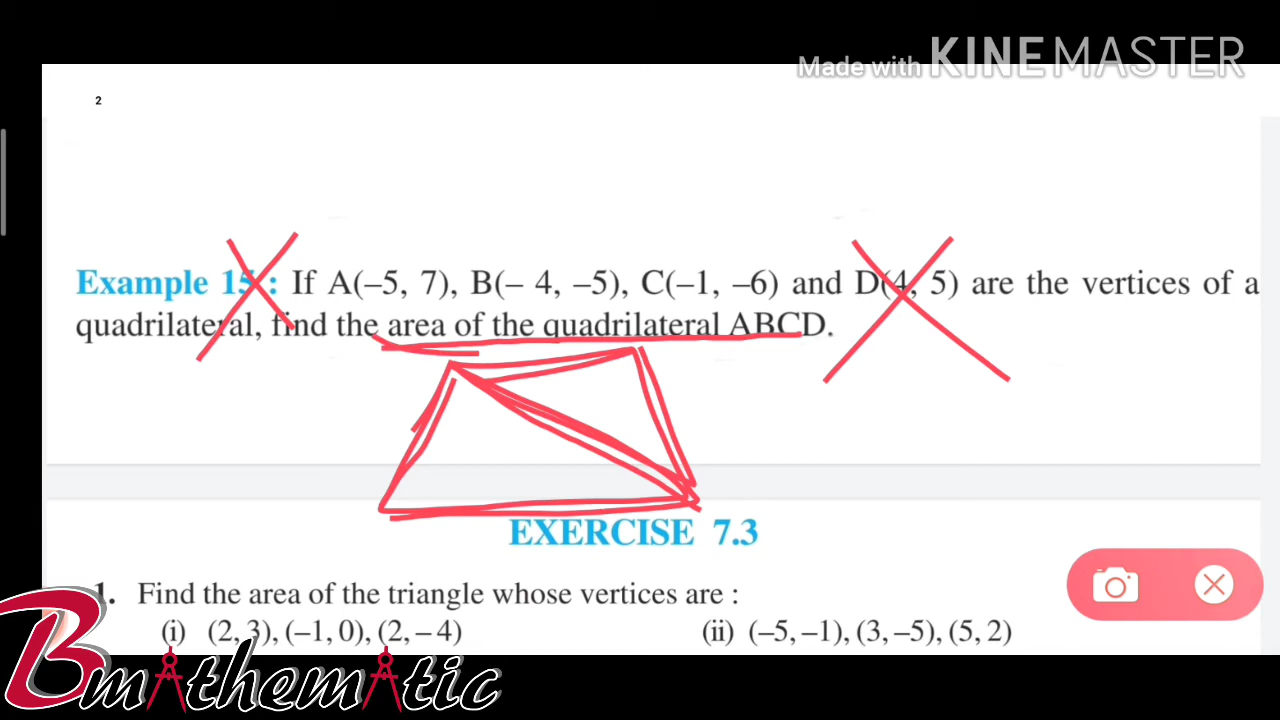 Made with KINEMASTER
2
Example 15 : If A(–5, 7), B(– 4, –5), C(–1, –6) and D(4, 5) are the vertices of a
quadrilateral, find the area of the quadrilateral ABCD.
EXERCISE 7.3
1. Find the area of the triangle whose vertices are :
(i) (2, 3), (–1, 0), (2, – 4) (ii) (–5, –1), (3, –5), (5, 2)
Bmathematic